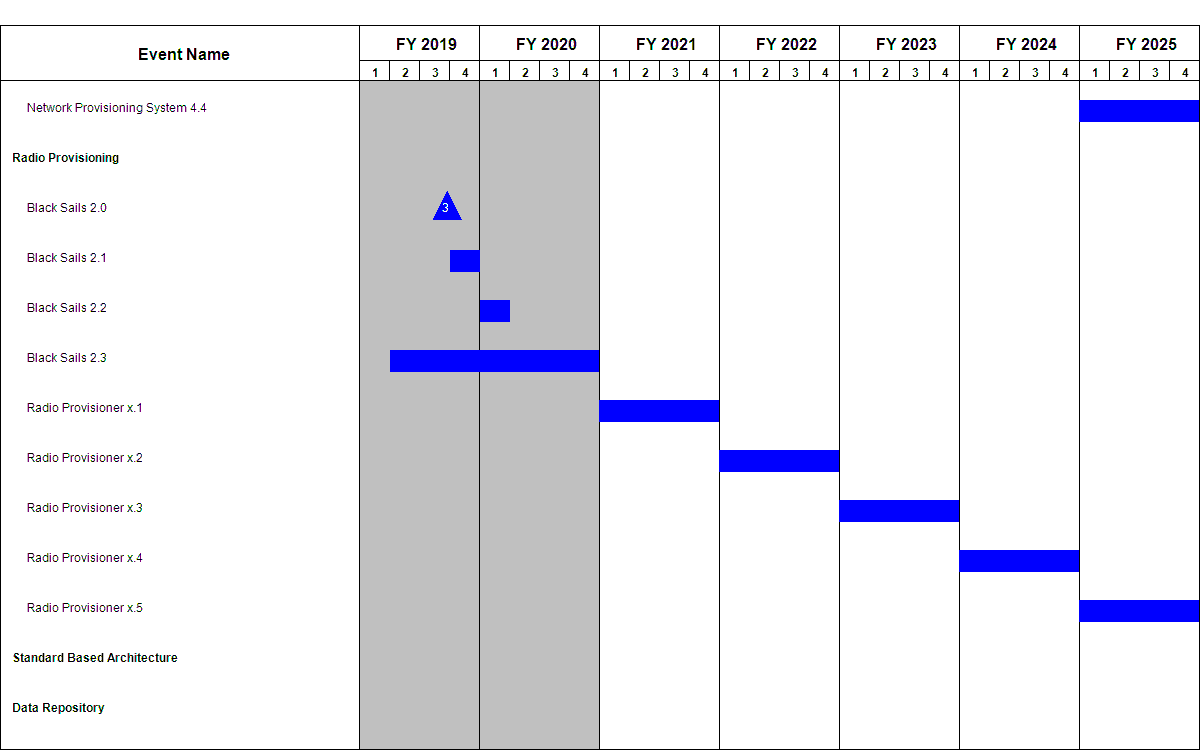 Event Name FY 2019 FY 2020 FY 2021 FY 2022 FY 2023 FY 2024 FY 2025
1 2 3 4 1 2 3 4 1 2 3 4 1 2 3 4 1 2 3 4 1 2 3 4 1 2 3 4
Network Provisioning System 4.4
Radio Provisioning
Black Sails 2.0 3
Black Sails 2.1
Black Sails 2.2
Black Sails 2.3
Radio Provisioner x.1
Radio Provisioner x.2
Radio Provisioner x.3
Radio Provisioner x.4
Radio Provisioner x.5
Standard Based Architecture
Data Repository